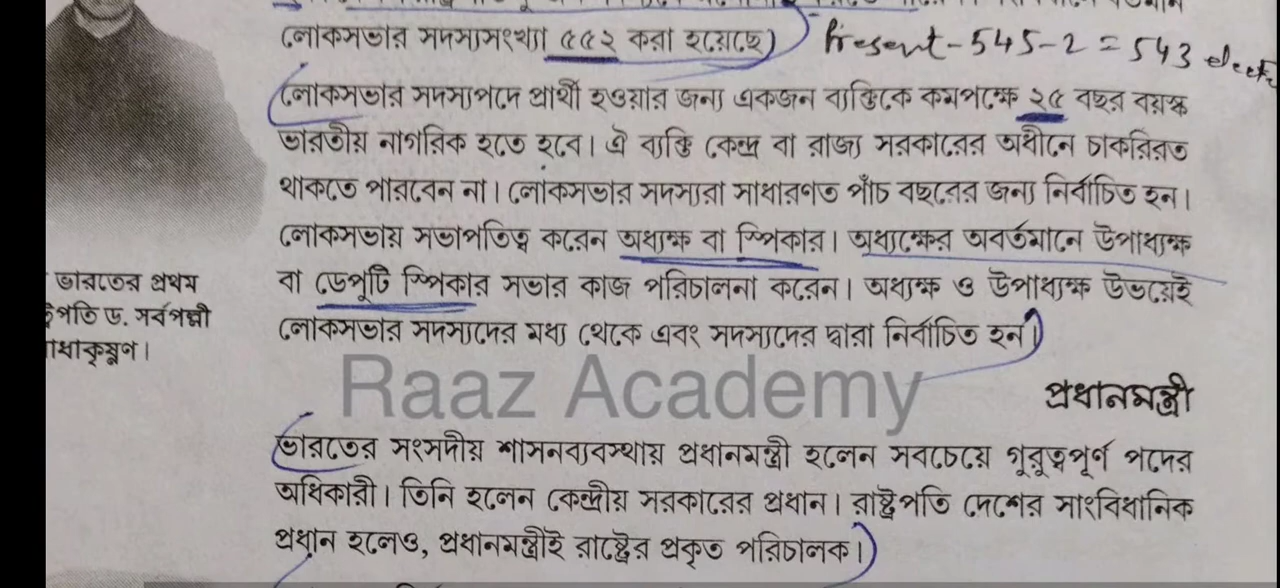 লোকসভার সদস্যসংখ্যা ৫৫২ করা হয়েছে) Present-545-2=543
লোকসভার সদস্যপদে প্রার্থী হওয়ার জন্য একজন ব্যক্তিকে কমপক্ষে ২৫ বছর বয়স্ক
ভারতীয় নাগরিক হতে হবে। ঐ ব্যক্তি কেন্দ্র বা রাজ্য সরকারের অধীনে চাকরিরত
থাকতে পারবেন না। লোকসভার সদস্যরা সাধারণত পাঁচ বছরের জন্য নির্বাচিত হন।
লোকসভায় সভাপতিত্ব করেন অধ্যক্ষ বা স্পিকার। অধ্যক্ষের অবর্তমানে উপাধ্যক্ষ
বা ডেপুটি স্পিকার সভার কাজ পরিচালনা করেন। অধ্যক্ষ ও উপাধ্যক্ষ উভয়েই
লোকসভার সদস্যদের মধ্য থেকে এবং সদস্যদের দ্বারা নির্বাচিত হন)
ভারতের প্রথম
পতি ড. সর্বপল্লী
রাধাকৃষ্ণণ।
Raaz Academy
প্রধানমন্ত্রী
ভারতের সংসদীয় শাসনব্যবস্থায় প্রধানমন্ত্রী হলেন সবচেয়ে গুরুত্বপূর্ণ পদের
অধিকারী। তিনি হলেন কেন্দ্রীয় সরকারের প্রধান। রাষ্ট্রপতি দেশের সাংবিধানিক
প্রধান হলেও, প্রধানমন্ত্রীই রাষ্ট্রের প্রকৃত পরিচালক।)